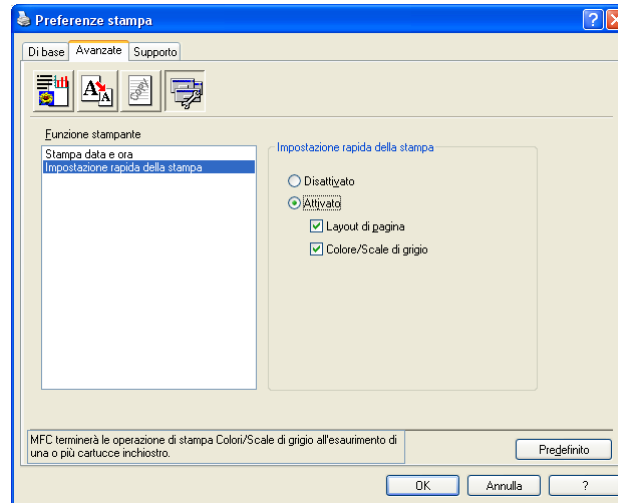 Preferenze stampa
?
Di base Avanzate Supporto
A A
Funzione stampante
Stampa data e ora
Impostazione rapida della stampa
Impostazione rapida della stampa
Disattivato
Attivato
Layout di pagina
Colore/Scale di grigio
MFC terminerà le operazione di stampa Colori/Scale di grigio all'esaurimento di
una o più cartucce inchiostro.
Predefinito
OK Annulla ?